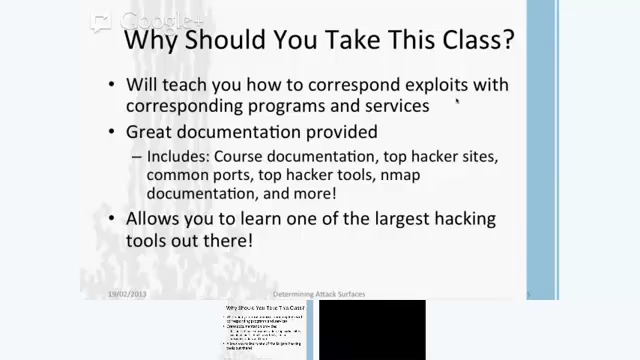 Google+
Why Should You Take This Class?
• Will teach you how to correspond exploits with
corresponding programs and services
• Great documentation provided
– Includes: Course documentation, top hacker sites,
common ports, top hacker tools, nmap
documentation, and more!
• Allows you to learn one of the largest hacking
tools out there!
19/02/2013 Determining Attack Surfaces
Why Should You Take This Class?